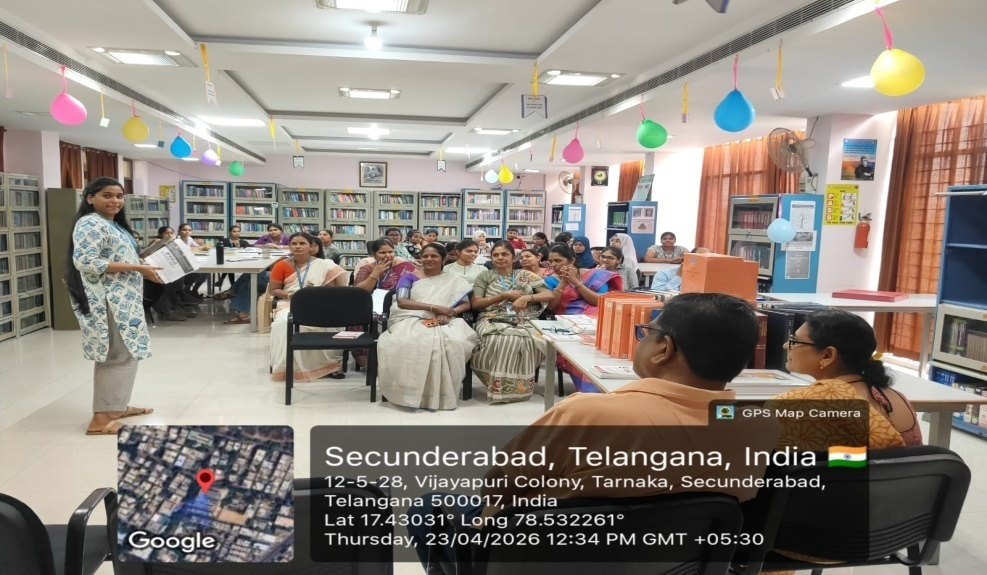 GPS Map Camera
Secunderabad, Telangana, India
12-5-28, Vijayapuri Colony, Tarnaka, Secunderabad,
Telangana 500017, India
Lat 17.43031° Long 78.532261°
Thursday, 23/04/2026 12:34 PM GMT +05:30
Google